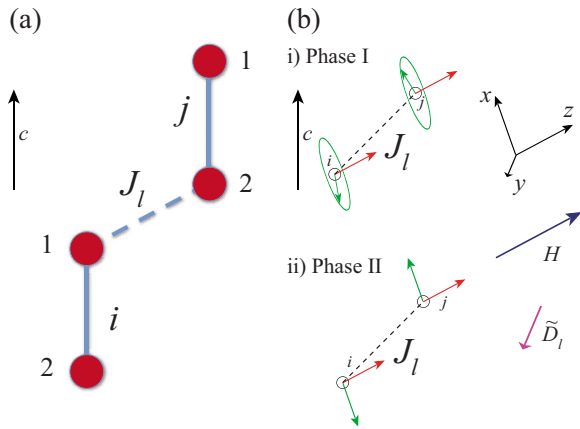 (a)
1
c
j
2
J_l
1
i
2
(b)
i) Phase I
c
j
i
J_l
x
z
y
H
ii) Phase II
j
i
J_l
D̃_l